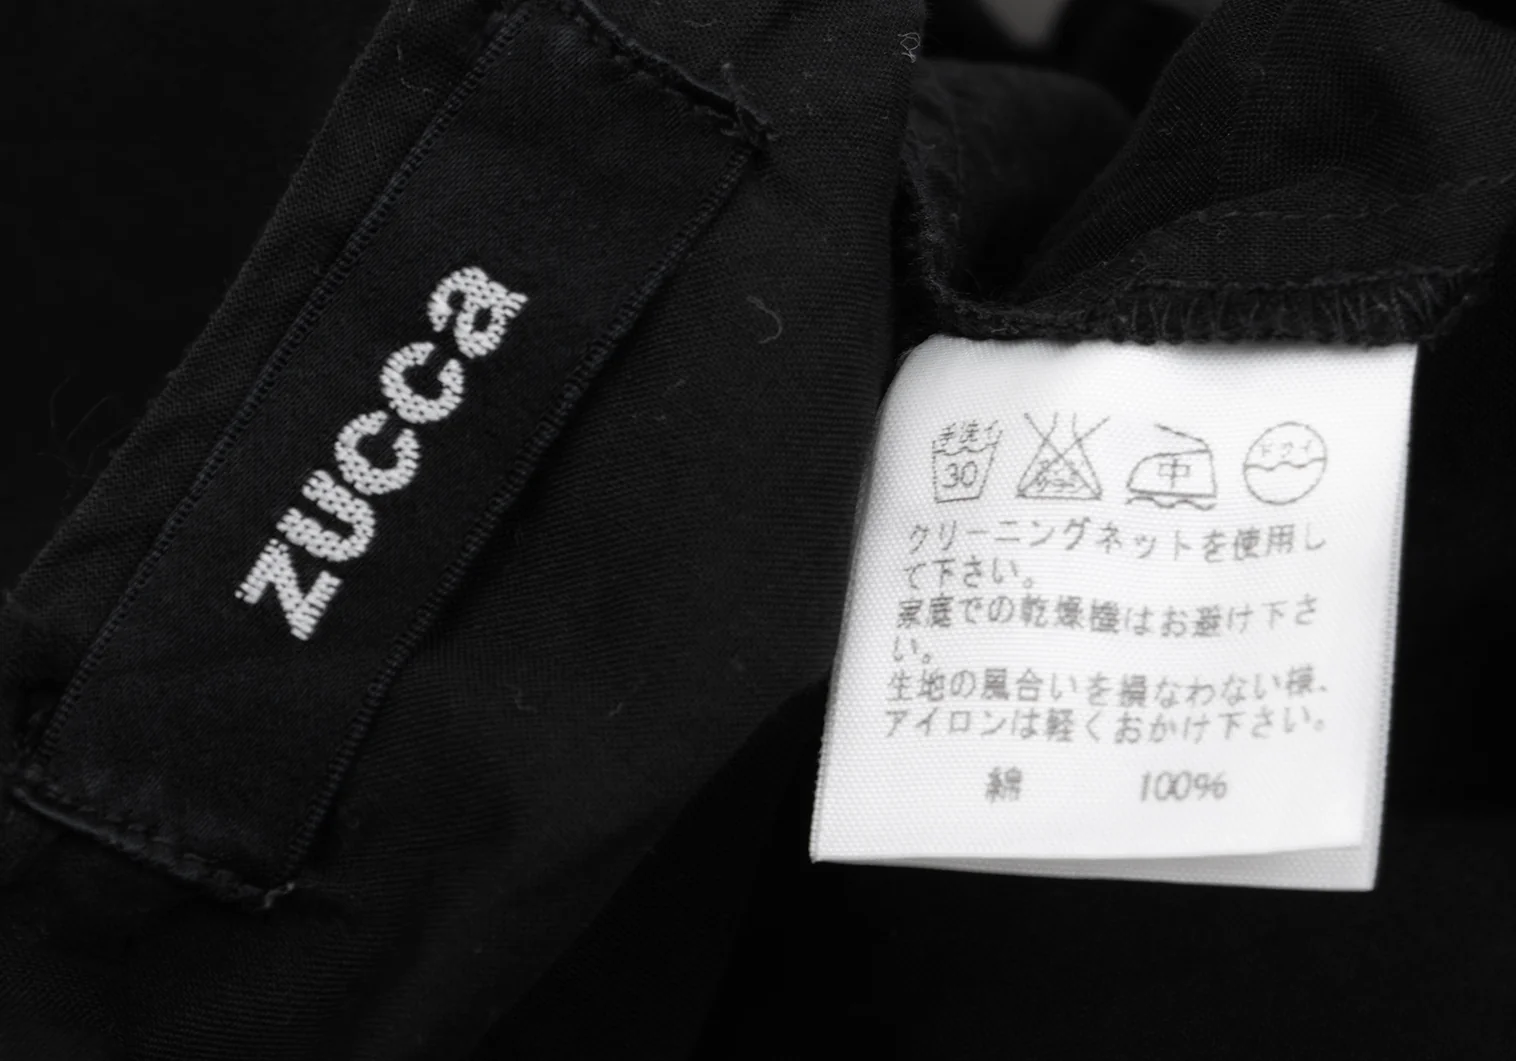 zucca
手洗イ
30
中
ドライ
クリーニングネットを使用し
て下さい。
家庭での乾燥機はお避け下さ
い。
生地の風合いを損なわない様、
アイロンは軽くおかけ下さい。
綿 100%